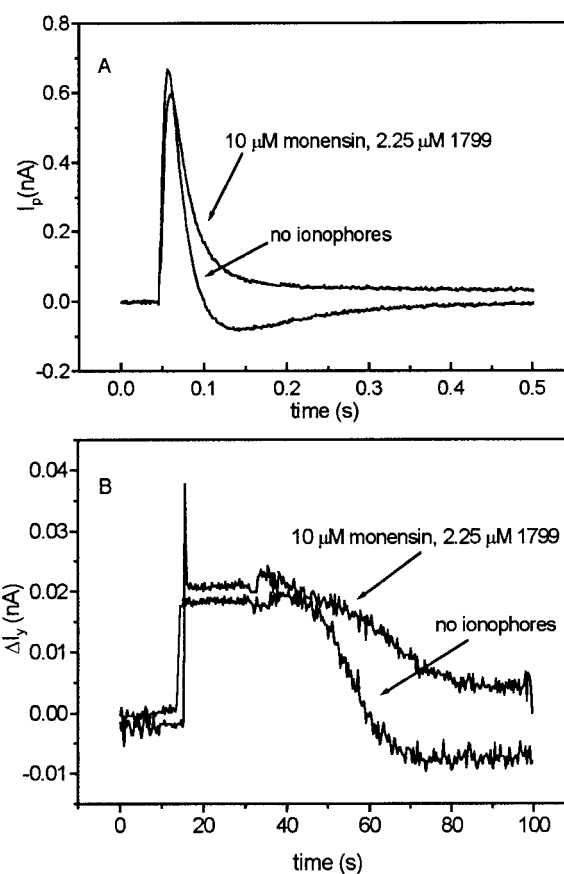 A
0.8
0.6
0.4
0.2
0.0
-0.2
Ip(nA)
10 µM monensin, 2.25 µM 1799
no ionophores
0.0 0.1 0.2 0.3 0.4 0.5
time (s)
B
0.04
0.03
0.02
0.01
0.00
-0.01
ΔIy (nA)
10 µM monensin, 2.25 µM 1799
no ionophores
0 20 40 60 80 100
time (s)